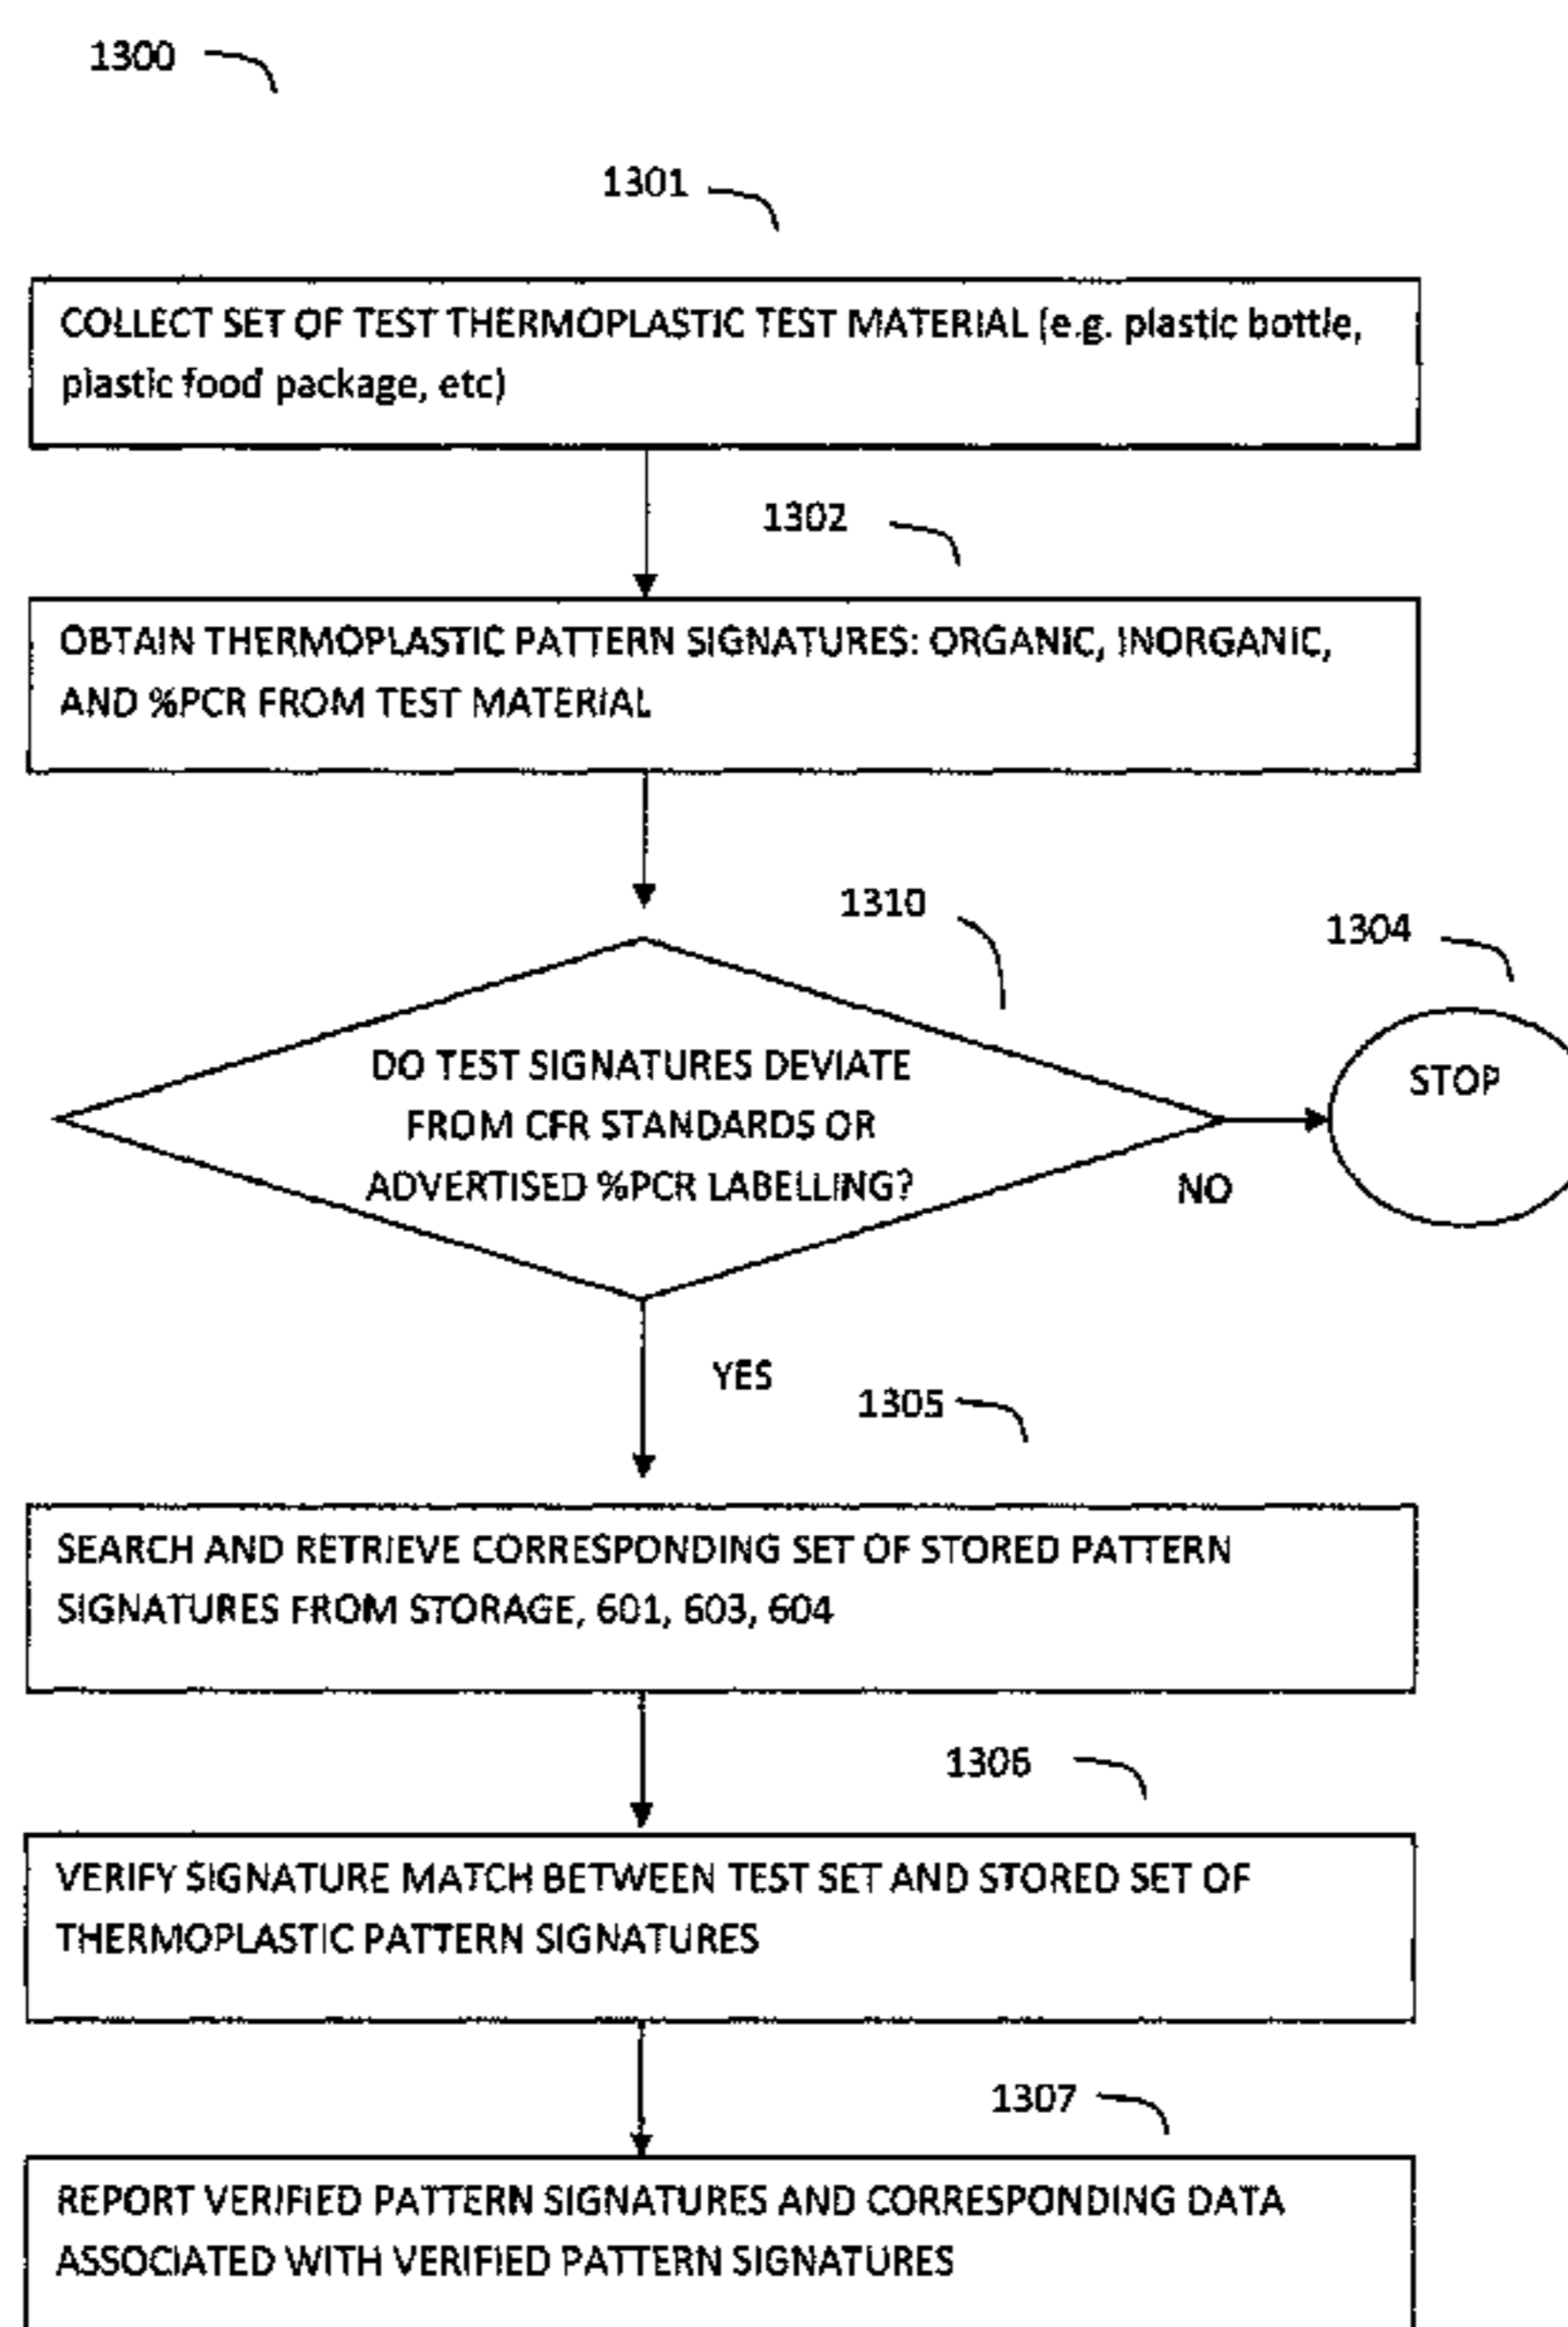 1300
1301
COLLECT SET OF TEST THERMOPLASTIC TEST MATERIAL (e.g. plastic bottle,
plastic food package, etc)
1302
OBTAIN THERMOPLASTIC PATTERN SIGNATURES: ORGANIC, INORGANIC,
AND %PCR FROM TEST MATERIAL
1310
1304
DO TEST SIGNATURES DEVIATE
FROM CFR STANDARDS OR
ADVERTISED %PCR LABELLING?
STOP
NO
YES
1305
SEARCH AND RETRIEVE CORRESPONDING SET OF STORED PATTERN
SIGNATURES FROM STORAGE, 601, 603, 604
1306
VERIFY SIGNATURE MATCH BETWEEN TEST SET AND STORED SET OF
THERMOPLASTIC PATTERN SIGNATURES
1307
REPORT VERIFIED PATTERN SIGNATURES AND CORRESPONDING DATA
ASSOCIATED WITH VERIFIED PATTERN SIGNATURES